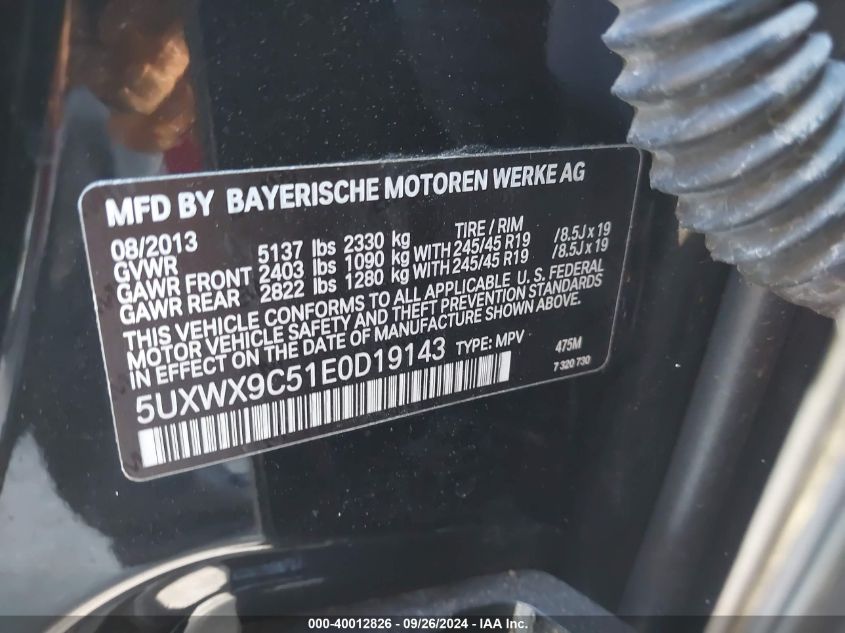 MFD BY BAYERISCHE MOTOREN WERKE AG
08/2013 TIRE / RIM
GVWR 5137 lbs 2330 kg
GAWR FRONT 2403 lbs 1090 kg WITH 245/45 R19 /8.5J x 19
GAWR REAR 2822 lbs 1280 kg WITH 245/45 R19 /8.5J x 19
THIS VEHICLE CONFORMS TO ALL APPLICABLE U.S. FEDERAL
MOTOR VEHICLE SAFETY AND THEFT PREVENTION STANDARDS
IN EFFECT ON THE DATE OF MANUFACTURE SHOWN ABOVE.
5UXWX9C51E0D19143 TYPE: MPV 475M
7 320 730
000-40012826 - 09/26/2024 - IAA Inc.